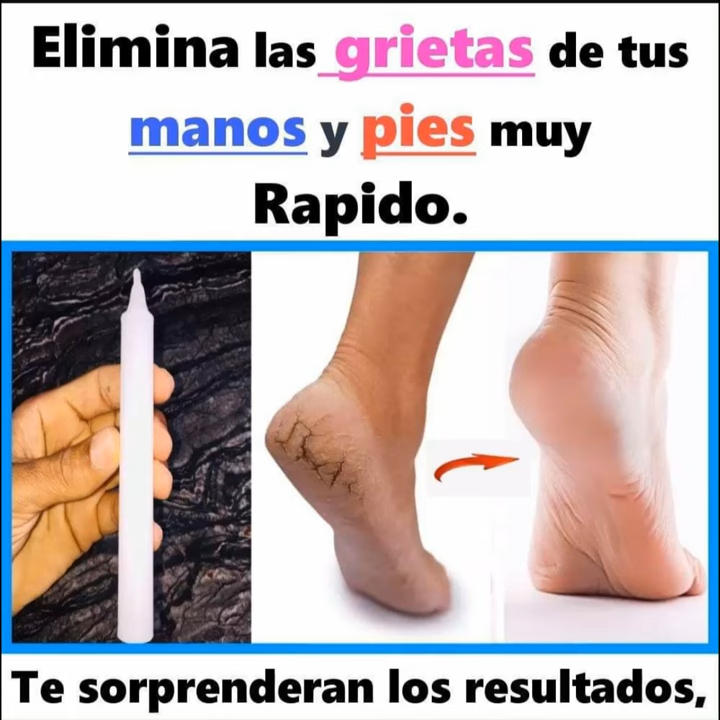 Elimina las grietas de tus
manos y pies muy
Rapido.
Te sorprenderan los resultados,